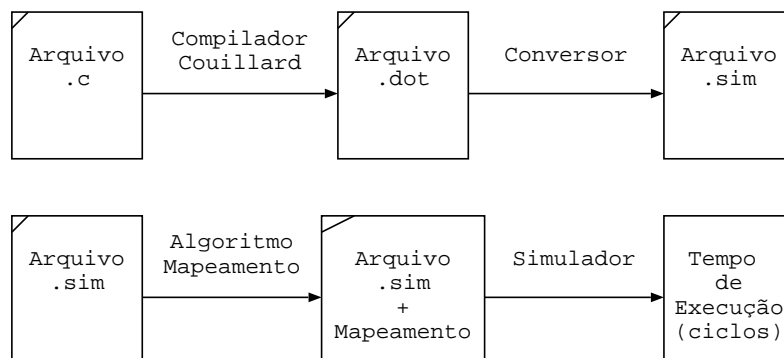 Arquivo
.c
Compilador
Couillard
Arquivo
.dot
Conversor
Arquivo
.sim
Arquivo
.sim
Algoritmo
Mapeamento
Arquivo
.sim
+
Mapeamento
Simulador
Tempo
de
Execução
(ciclos)